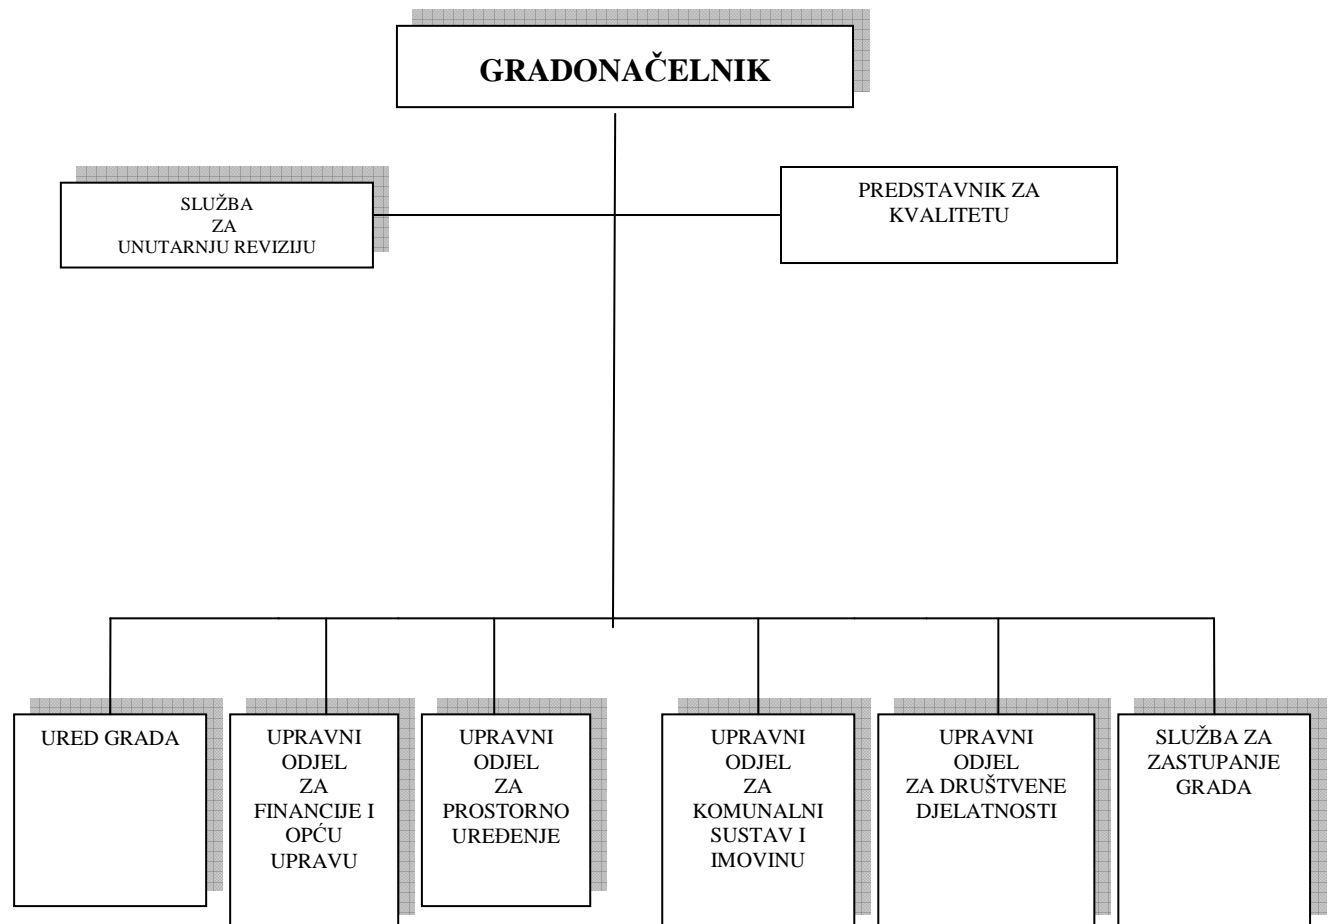 GRADONAČELNIK
SLUŽBA
ZA
UNUTARNJU REVIZIJU
PREDSTAVNIK ZA
KVALITETU
URED GRADA
UPRAVNI
ODJEL
ZA
FINANCIJE I
OPĆU
UPRAVU
UPRAVNI
ODJEL
ZA
PROSTORNO
UREĐENJE
UPRAVNI
ODJEL
ZA
KOMUNALNI
SUSTAV I
IMOVINU
UPRAVNI
ODJEL
ZA DRUŠTVENE
DJELATNOSTI
SLUŽBA ZA
ZASTUPANJE
GRADA